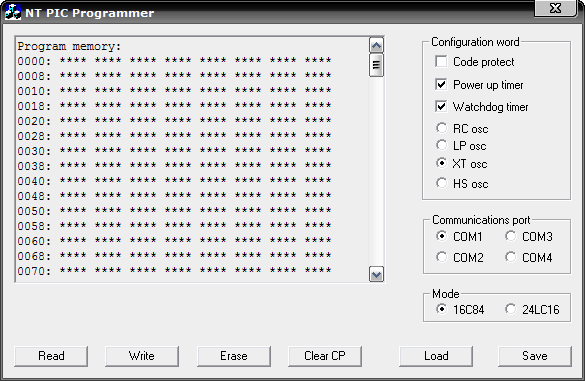 NT PIC Programmer
Program memory:
0000: **** **** **** **** **** **** **** ****
0008: **** **** **** **** **** **** **** ****
0010: **** **** **** **** **** **** **** ****
0018: **** **** **** **** **** **** **** ****
0020: **** **** **** **** **** **** **** ****
0028: **** **** **** **** **** **** **** ****
0030: **** **** **** **** **** **** **** ****
0038: **** **** **** **** **** **** **** ****
0040: **** **** **** **** **** **** **** ****
0048: **** **** **** **** **** **** **** ****
0050: **** **** **** **** **** **** **** ****
0058: **** **** **** **** **** **** **** ****
0060: **** **** **** **** **** **** **** ****
0068: **** **** **** **** **** **** **** ****
0070: **** **** **** **** **** **** **** ****
Configuration word
Code protect
Power up timer
Watchdog timer
RC osc
LP osc
XT osc
HS osc
Communications port
COM1 COM3
COM2 COM4
Mode
16C84 24LC16
Read Write Erase Clear CP Load Save